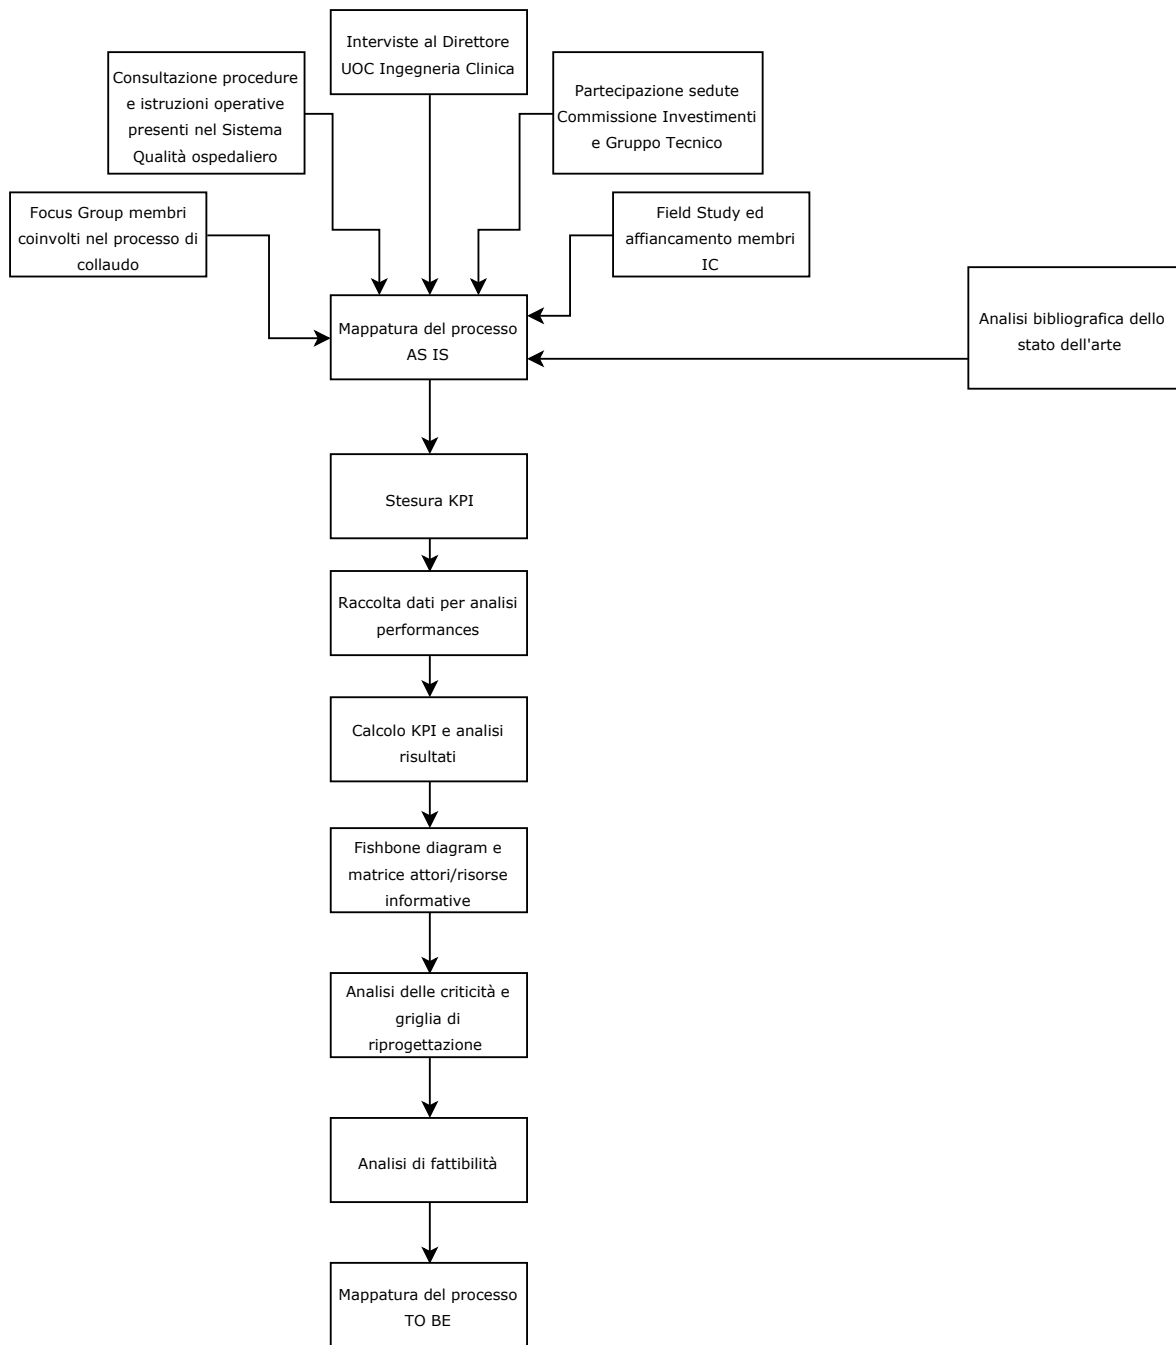 Interviste al Direttore
UOC Ingegneria Clinica
Consultazione procedure
e istruzioni operative
presenti nel Sistema
Qualità ospedaliero
Partecipazione sedute
Commissione Investimenti
e Gruppo Tecnico
Focus Group membri
coinvolti nel processo di
collaudo
Field Study ed
affiancamento membri
IC
Analisi bibliografica dello
stato dell'arte
Mappatura del processo
AS IS
Stesura KPI
Raccolta dati per analisi
performances
Calcolo KPI e analisi
risultati
Fishbone diagram e
matrice attori/risorse
informative
Analisi delle criticità e
griglia di
riprogettazione
Analisi di fattibilità
Mappatura del processo
TO BE